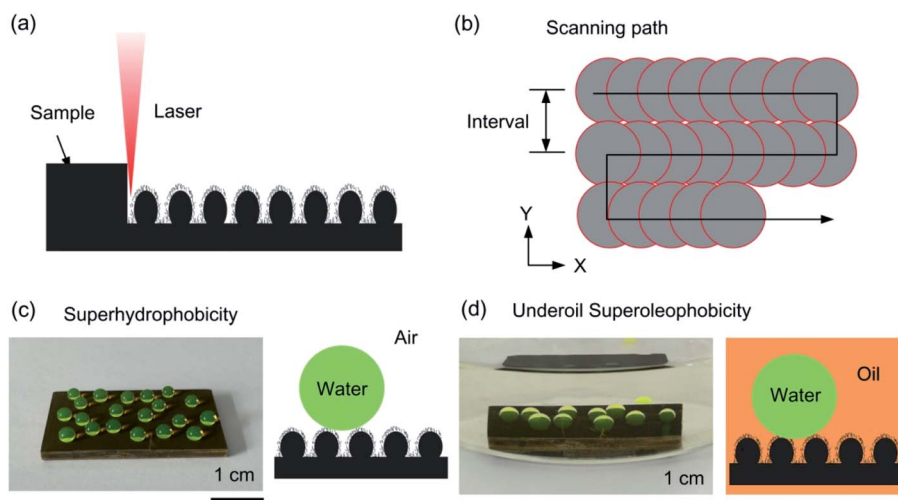 (a)
Sample
Laser
(b) Scanning path
Interval
Y
X
(c) Superhydrophobicity
Air
Water
1 cm
(d) Underoil Superoleophobicity
Oil
Water
1 cm